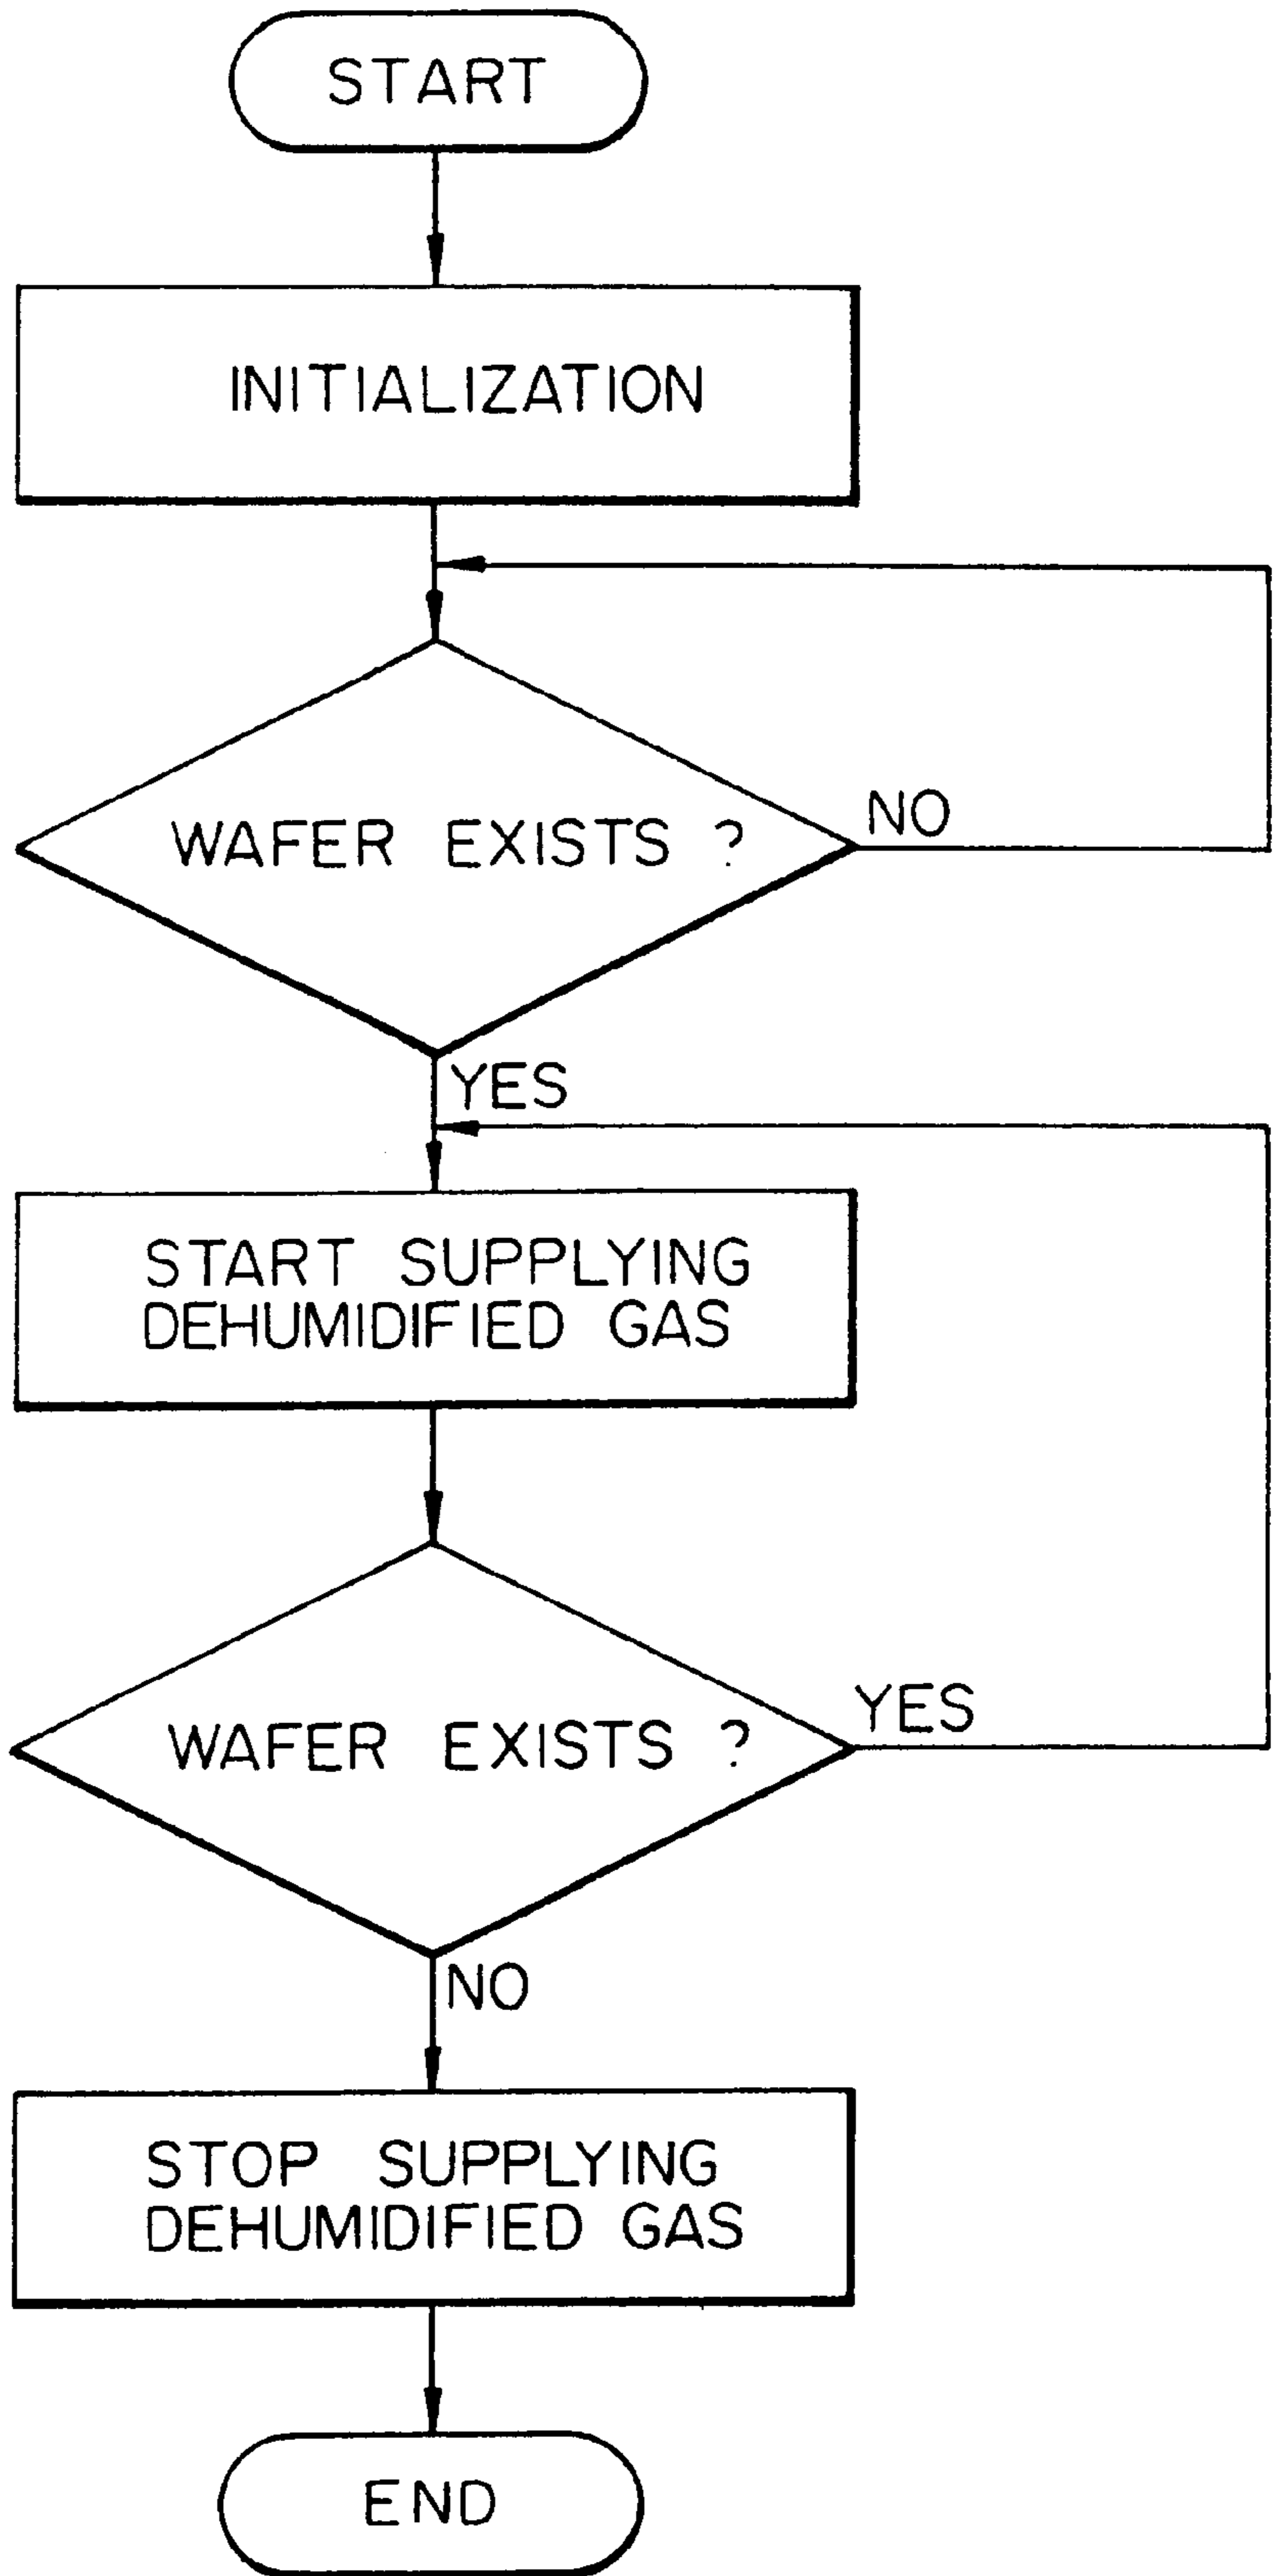 START
INITIALIZATION
WAFER EXISTS ?
NO
YES
START SUPPLYING
DEHUMIDIFIED GAS
WAFER EXISTS ?
YES
NO
STOP SUPPLYING
DEHUMIDIFIED GAS
END